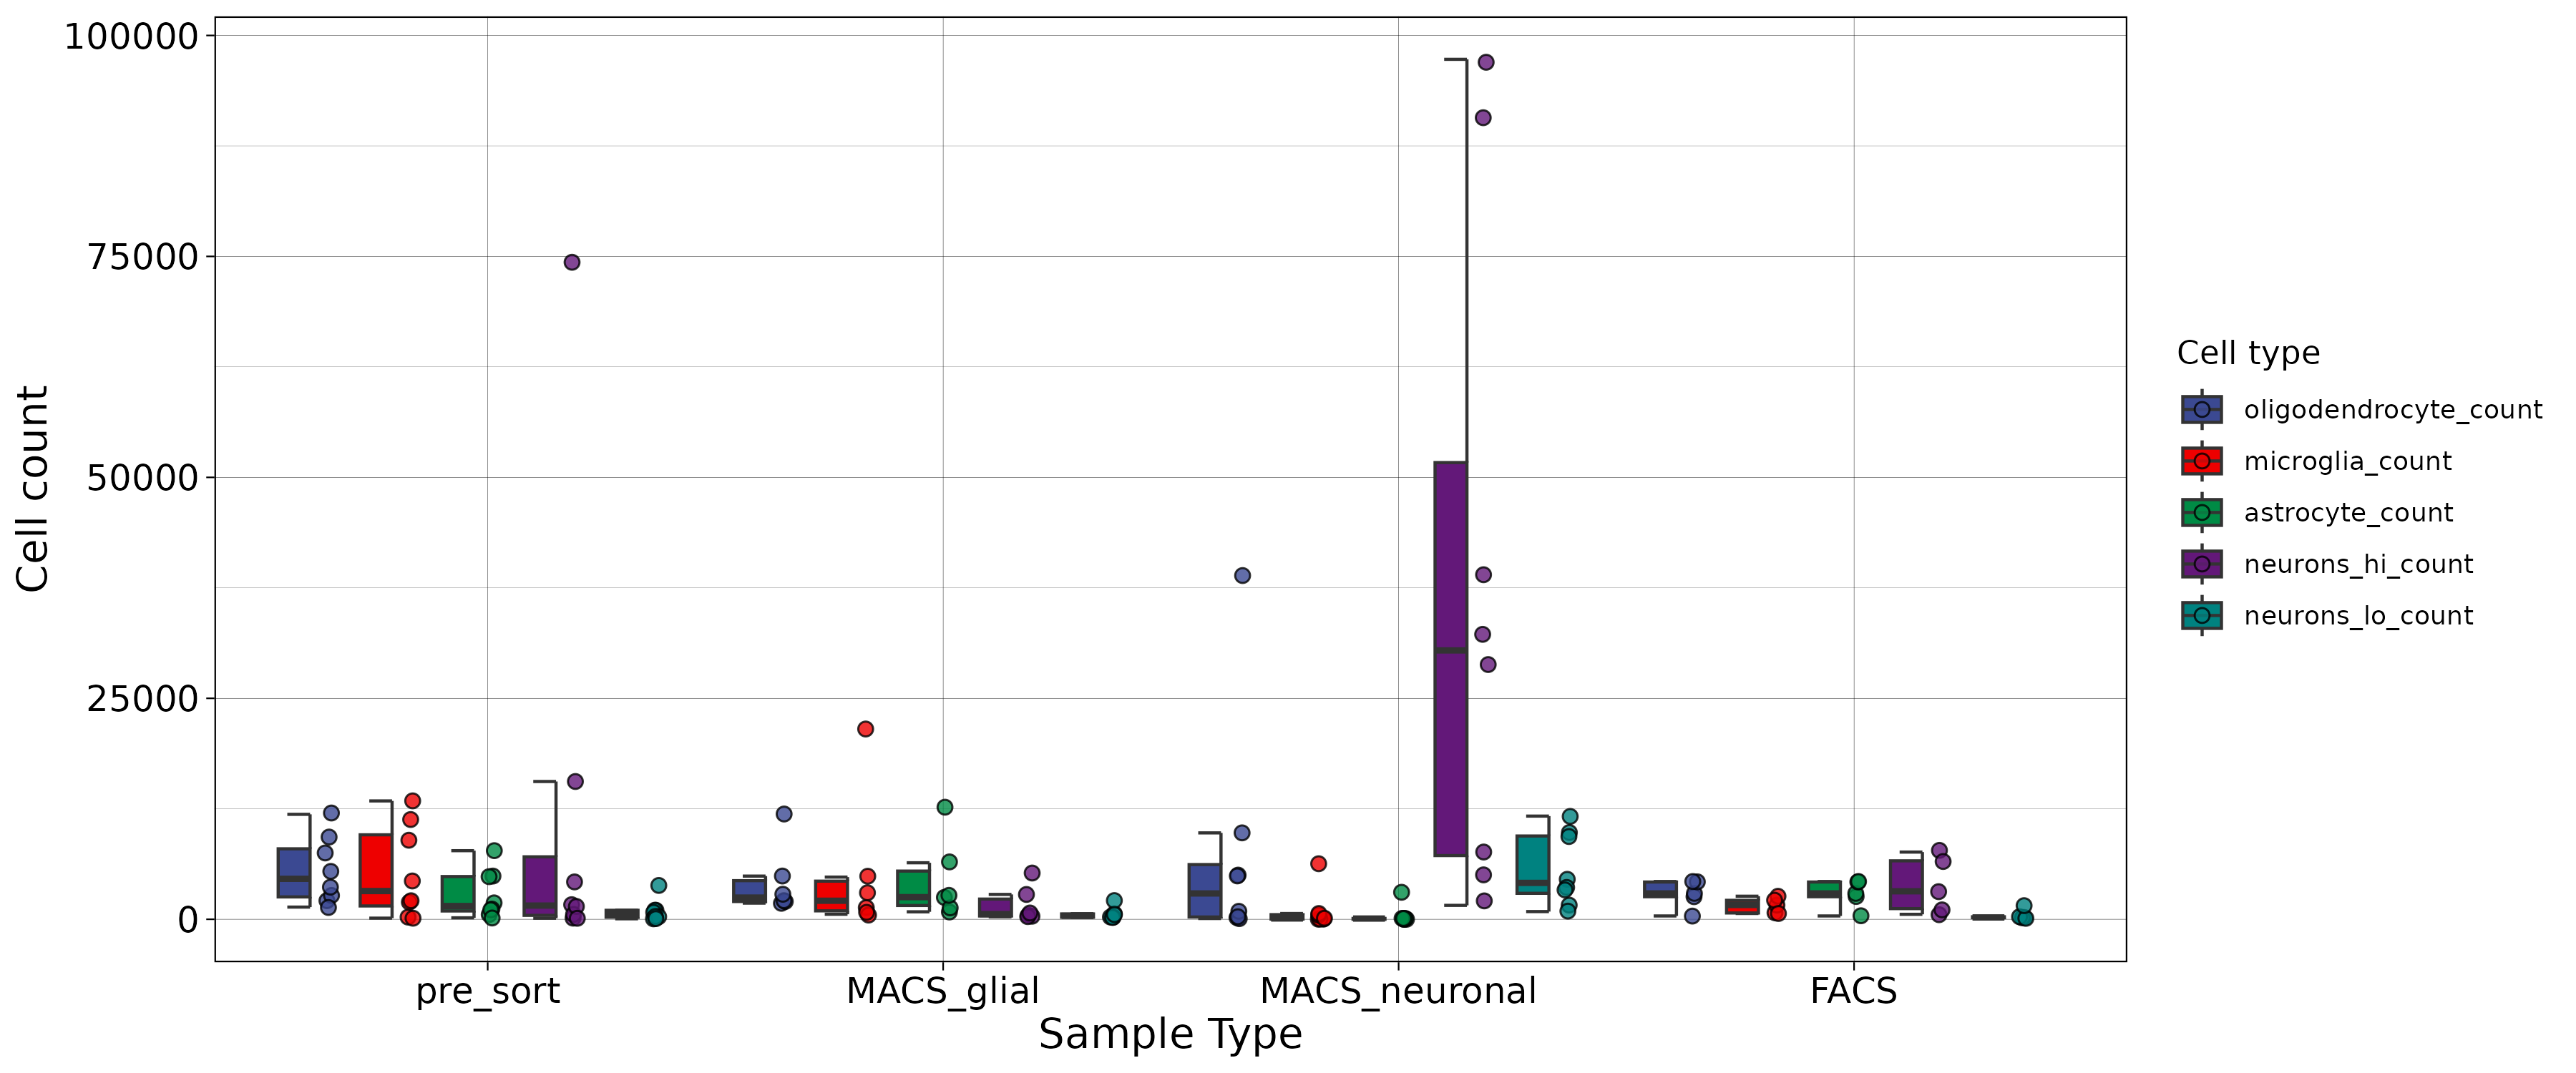 100000
75000
50000
25000
0
Cell count
pre_sort
MACS_glial
MACS_neuronal
FACS
Sample Type
Cell type
oligodendrocyte_count
microglia_count
astrocyte_count
neurons_hi_count
neurons_lo_count